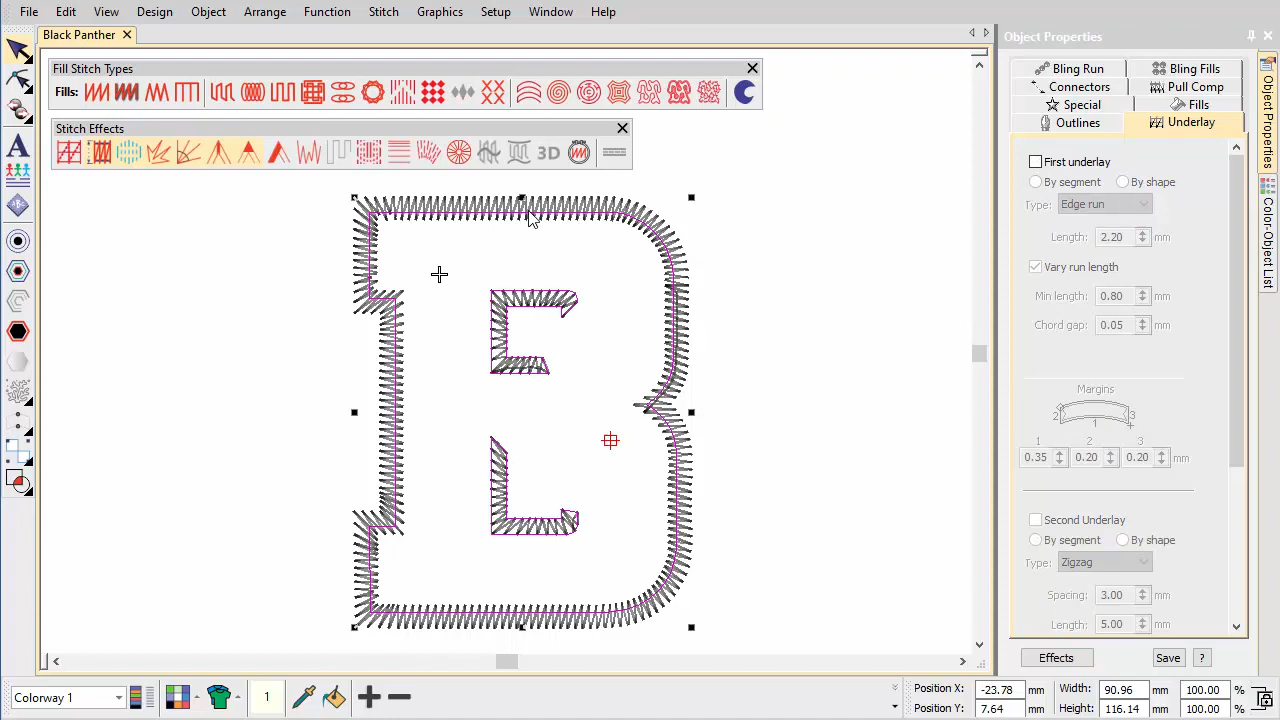 File Edit View Design Object Arrange Function Stitch Graphics Setup Window Help
Black Panther
Object Properties
Fill Stitch Types
Fills:
Stitch Effects
3D
Bling Run Bling Fills
Connectors Pull Comp
Special Fills
Outlines Underlay
First underlay
By segment By shape
Type: Edge run
Length: 2.20 mm
Vary run length
Min length: 0.80 mm
Chord gap: 0.05 mm
Margins
2 3
1
1 2 3
0.35 0.20 0.20 mm
Second Underlay
By segment By shape
Type: Zigzag
Spacing: 3.00 mm
Length: 5.00 mm
Effects Save ?
Object Properties
Color-Object List
A
ABC
Colorway 1
1
Position X: -23.78 mm Width: 90.96 mm 100.00 %
Position Y: 7.64 mm Height: 116.14 mm 100.00 %